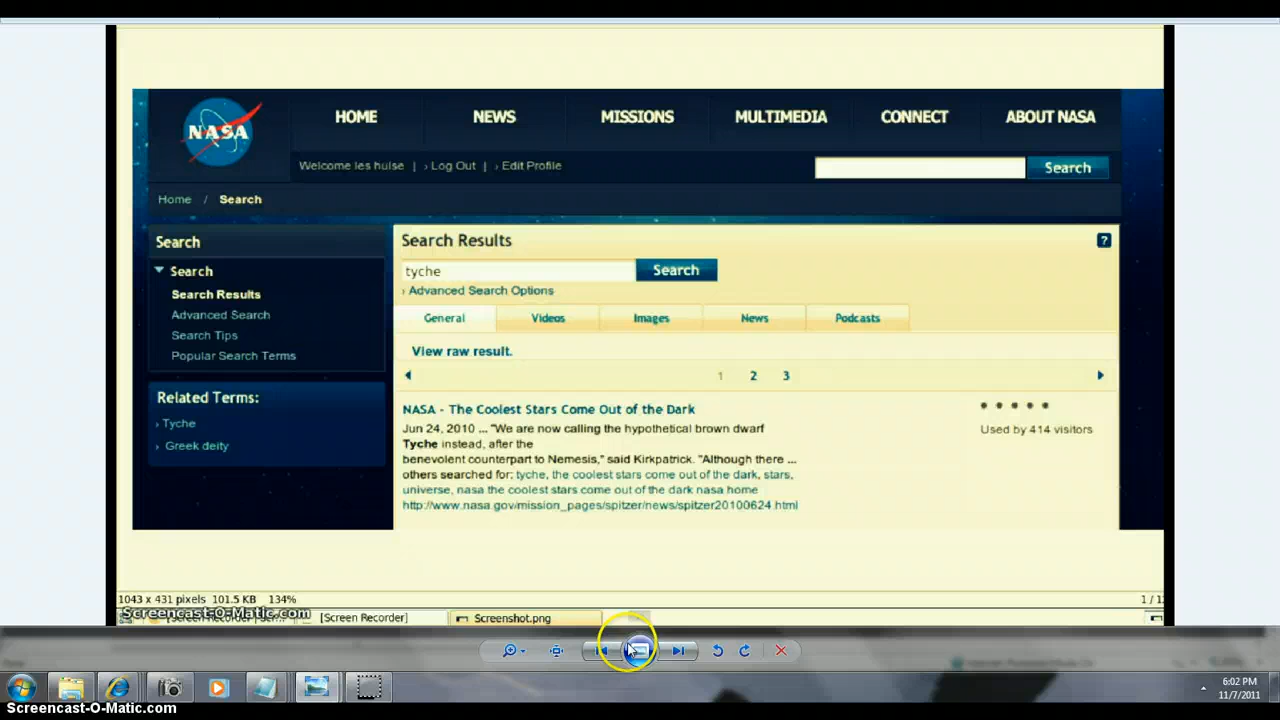 NASA
HOME NEWS MISSIONS MULTIMEDIA CONNECT ABOUT NASA
Welcome les hulse | › Log Out | › Edit Profile
Search
Home / Search
Search
Search
Search Results
Advanced Search
Search Tips
Popular Search Terms
Related Terms:
› Tyche
› Greek deity
Search Results
?
tyche Search
› Advanced Search Options
General Videos Images News Podcasts
View raw result.
1 2 3
NASA - The Coolest Stars Come Out of the Dark
Jun 24, 2010 ... "We are now calling the hypothetical brown dwarf
Tyche instead, after the
benevolent counterpart to Nemesis," said Kirkpatrick. "Although there ...
others searched for: tyche, the coolest stars come out of the dark, stars,
universe, nasa the coolest stars come out of the dark nasa home
http://www.nasa.gov/mission_pages/spitzer/news/spitzer20100624.html
Used by 414 visitors
1043 x 431 pixels 101.5 KB 134%
Screencast-O-Matic.com
[Screen Recorder] Screenshot.png
6:02 PM
11/7/2011
Screencast-O-Matic.com